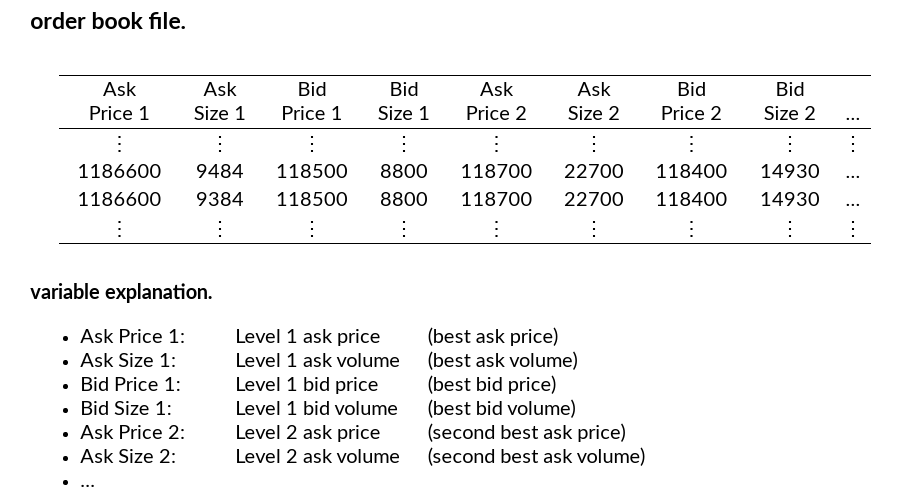 order book file.
Ask Ask Bid Bid Ask Ask Bid Bid
Price 1 Size 1 Price 1 Size 1 Price 2 Size 2 Price 2 Size 2 ...
⋮ ⋮ ⋮ ⋮ ⋮ ⋮ ⋮ ⋮ ⋮
1186600 9484 118500 8800 118700 22700 118400 14930 ...
1186600 9384 118500 8800 118700 22700 118400 14930 ...
⋮ ⋮ ⋮ ⋮ ⋮ ⋮ ⋮ ⋮ ⋮
variable explanation.
• Ask Price 1: Level 1 ask price (best ask price)
• Ask Size 1: Level 1 ask volume (best ask volume)
• Bid Price 1: Level 1 bid price (best bid price)
• Bid Size 1: Level 1 bid volume (best bid volume)
• Ask Price 2: Level 2 ask price (second best ask price)
• Ask Size 2: Level 2 ask volume (second best ask volume)
• ...